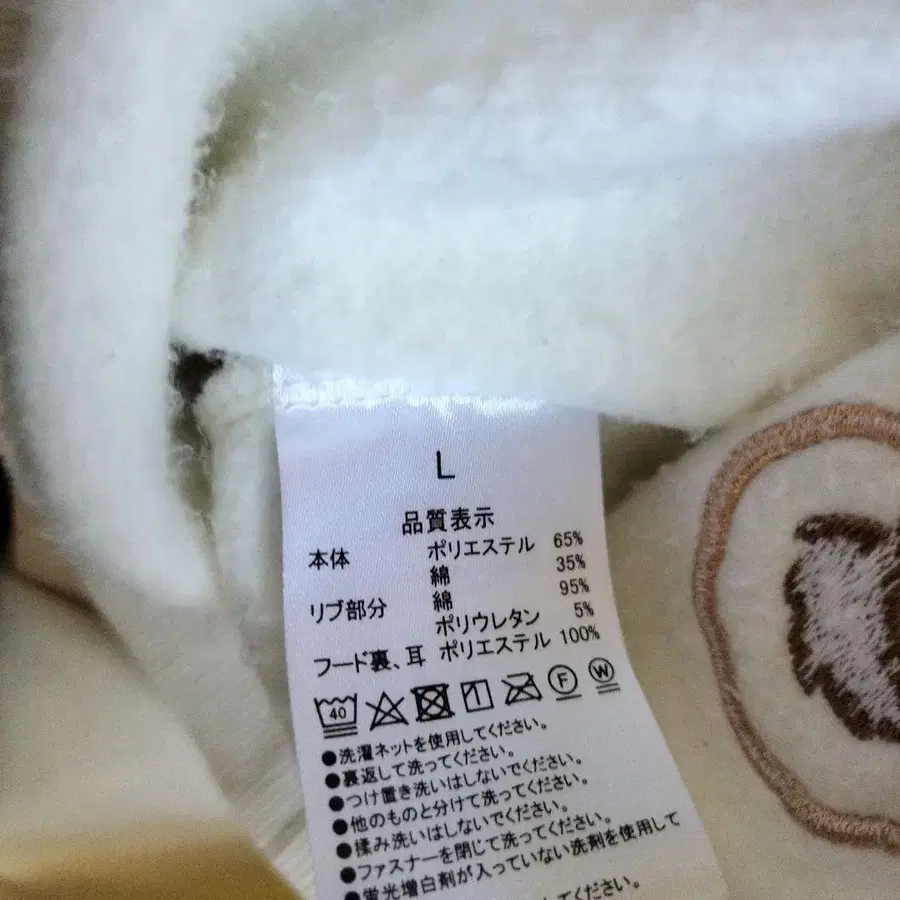 L
品質表示
本体 ポリエステル 65%
綿 35%
リブ部分 綿 95%
ポリウレタン 5%
フード裏、耳 ポリエステル 100%
40 F W
●洗濯ネットを使用してください。
●裏返して洗ってください。
●つけ置き洗いはしないでください。
●他のものと分けて洗ってください。
●揉み洗いはしないでください。
●ファスナーを閉じて洗ってください。
●蛍光増白剤が入っていない洗剤を使用して
してください。